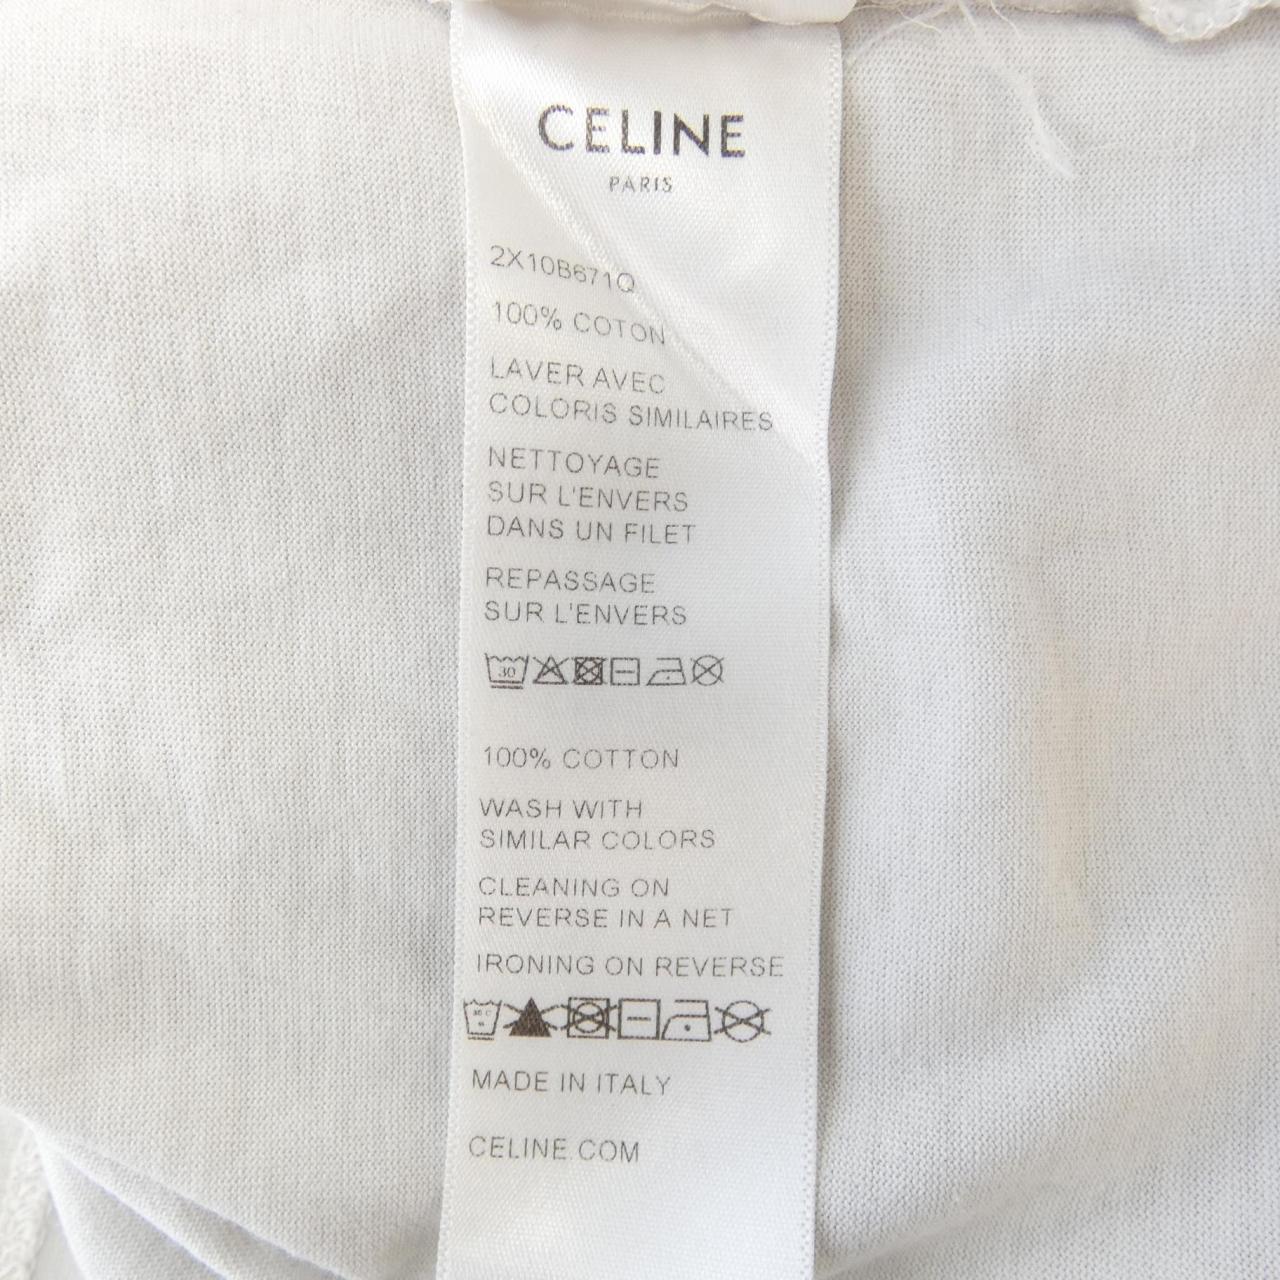 CELINE
PARIS
2X10B671Q
100% COTON
LAVER AVEC
COLORIS SIMILAIRES
NETTOYAGE
SUR L'ENVERS
DANS UN FILET
REPASSAGE
SUR L'ENVERS
30
100% COTTON
WASH WITH
SIMILAR COLORS
CLEANING ON
REVERSE IN A NET
IRONING ON REVERSE
MADE IN ITALY
CELINE.COM